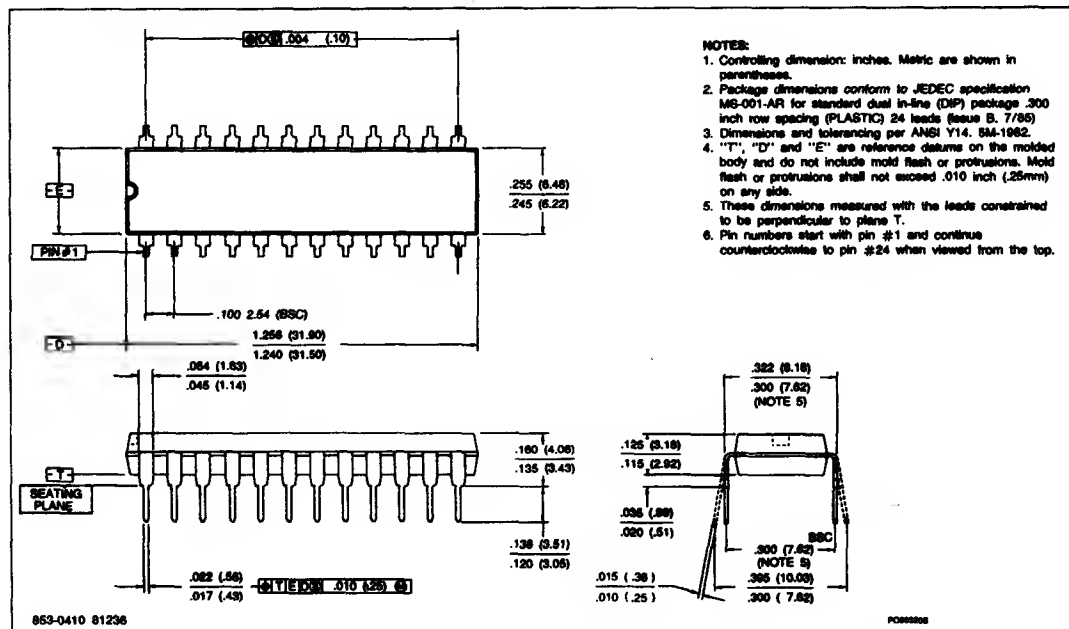 .004 (.10)
NOTES:
1. Controlling dimension: inches. Metric are shown in
parentheses.
2. Package dimensions conform to JEDEC specification
MS-001-AR for standard dual in-line (DIP) package .300
inch row spacing (PLASTIC) 24 leads (issue B. 7/85)
3. Dimensions and tolerancing per ANSI Y14. 5M-1982.
4. "T", "D" and "E" are reference datums on the molded
body and do not include mold flash or protrusions. Mold
flash or protrusions shall not exceed .010 inch (.25mm)
on any side.
5. These dimensions measured with the leads constrained
to be perpendicular to plane T.
6. Pin numbers start with pin #1 and continue
counterclockwise to pin #24 when viewed from the top.
-E-
.255 (6.48)
.245 (6.22)
PIN #1
.100 2.54 (BSC)
-D-
1.256 (31.90)
1.240 (31.50)
.064 (1.63)
.045 (1.14)
.322 (8.18)
.300 (7.62)
(NOTE 5)
.160 (4.06)
.135 (3.43)
.125 (3.18)
.115 (2.92)
-T-
SEATING
PLANE
.035 (.89)
.020 (.51)
.138 (3.51)
.120 (3.05)
BSC
.300 (7.62)
(NOTE 5)
.395 (10.03)
.300 ( 7.62)
.022 (.56)
.017 (.43)
T E D .010 (.25) M
.015 ( .38)
.010 ( .25 )
853-0410 81236